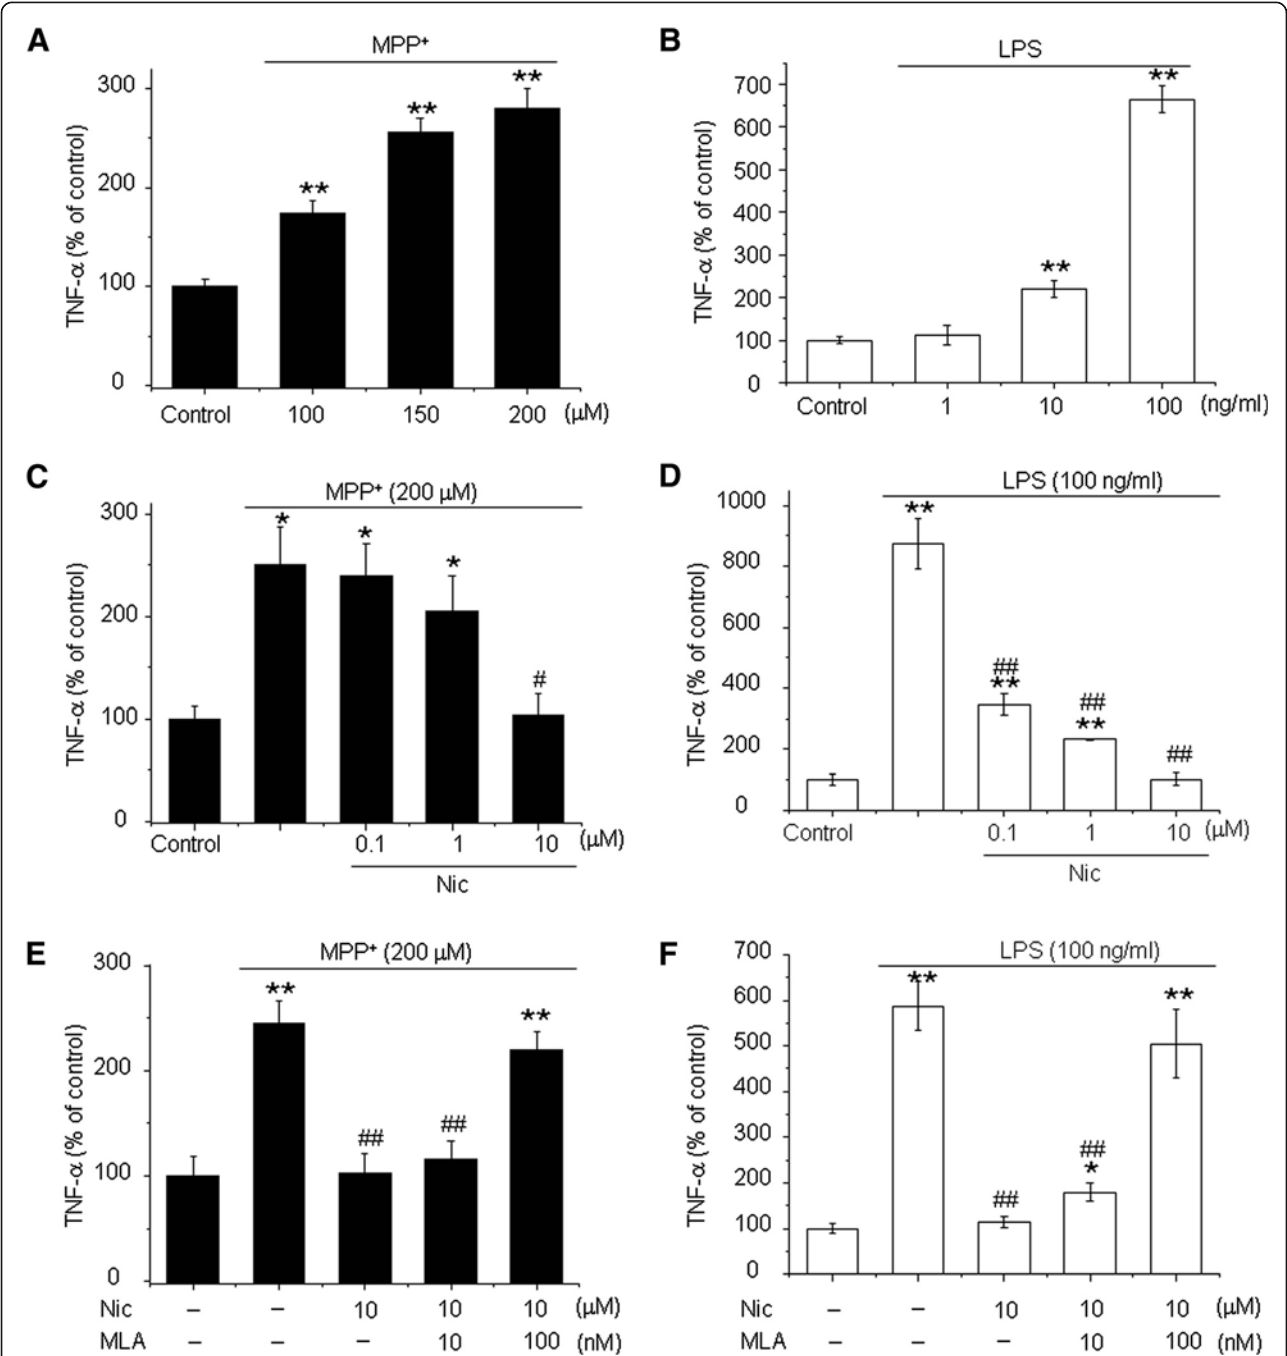 A
MPP+
300
200
100
0
TNF-α (% of control)
** ** **
Control 100 150 200 (µM)
B
LPS
700
600
500
400
300
200
100
0
TNF-α (% of control)
** **
Control 1 10 100 (ng/ml)
C
MPP+ (200 µM)
300
200
100
0
TNF-α (% of control)
* * * #
Control 0.1 1 10 (µM)
Nic
D
LPS (100 ng/ml)
1000
800
600
400
200
0
TNF-α (% of control)
**
##
**
##
**
##
Control 0.1 1 10 (µM)
Nic
E
MPP+ (200 µM)
300
200
100
0
TNF-α (% of control)
** ## ## **
Nic – – 10 10 10 (µM)
MLA – – – 10 100 (nM)
F
LPS (100 ng/ml)
700
600
500
400
300
200
100
0
TNF-α (% of control)
**
##
##
*
**
Nic – – 10 10 10 (µM)
MLA – – – 10 100 (nM)